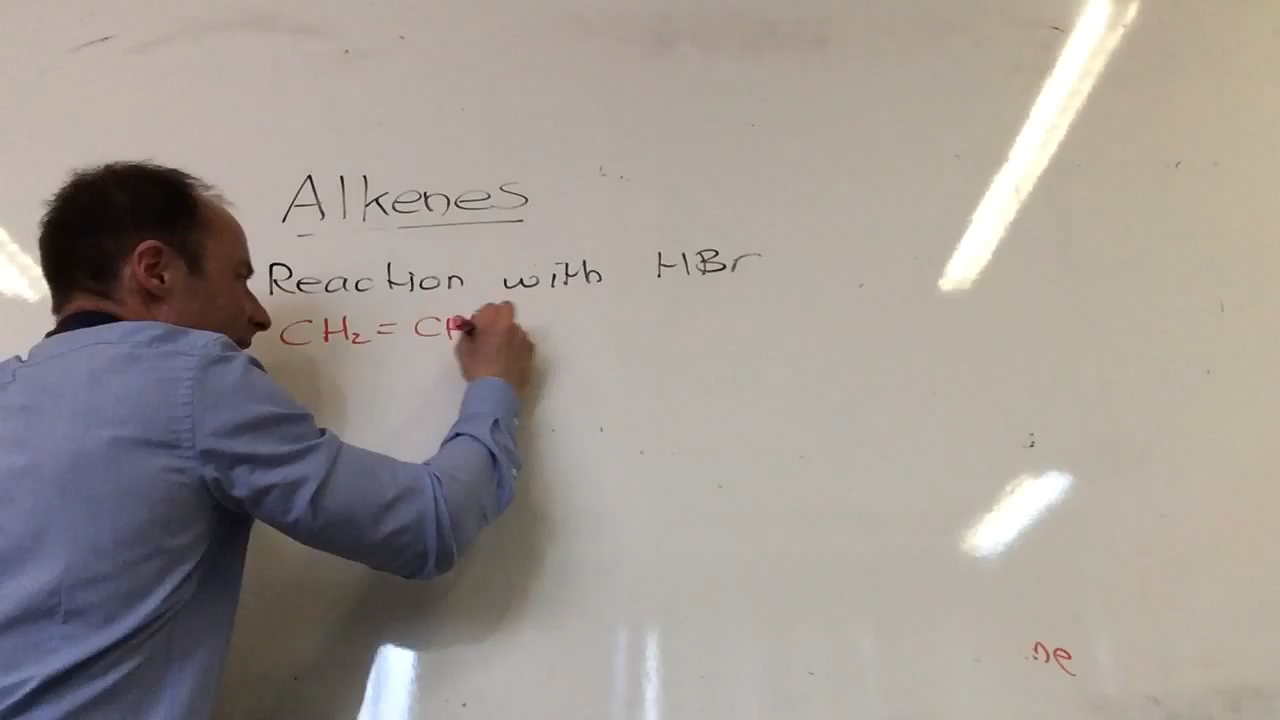 Alkenes
Reaction with HBr
CH₂ = CH